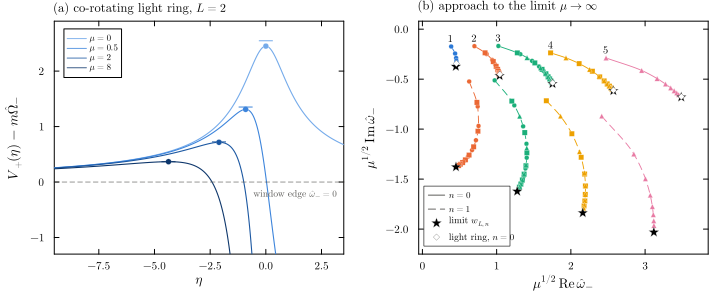 (a) co-rotating light ring, L = 2
(b) approach to the limit μ → ∞
μ = 0
μ = 0.5
μ = 2
μ = 8
window edge ω̂₋ = 0
V₊(η) − mΩ̂₋
2
1
0
−1
−7.5
−5.0
−2.5
0.0
2.5
η
1
2
3
4
5
n = 0
n = 1
limit w_{L,n}
light ring, n = 0
μ^{1/2} Im ω̂₋
0.0
−0.5
−1.0
−1.5
−2.0
0
1
2
3
μ^{1/2} Re ω̂₋